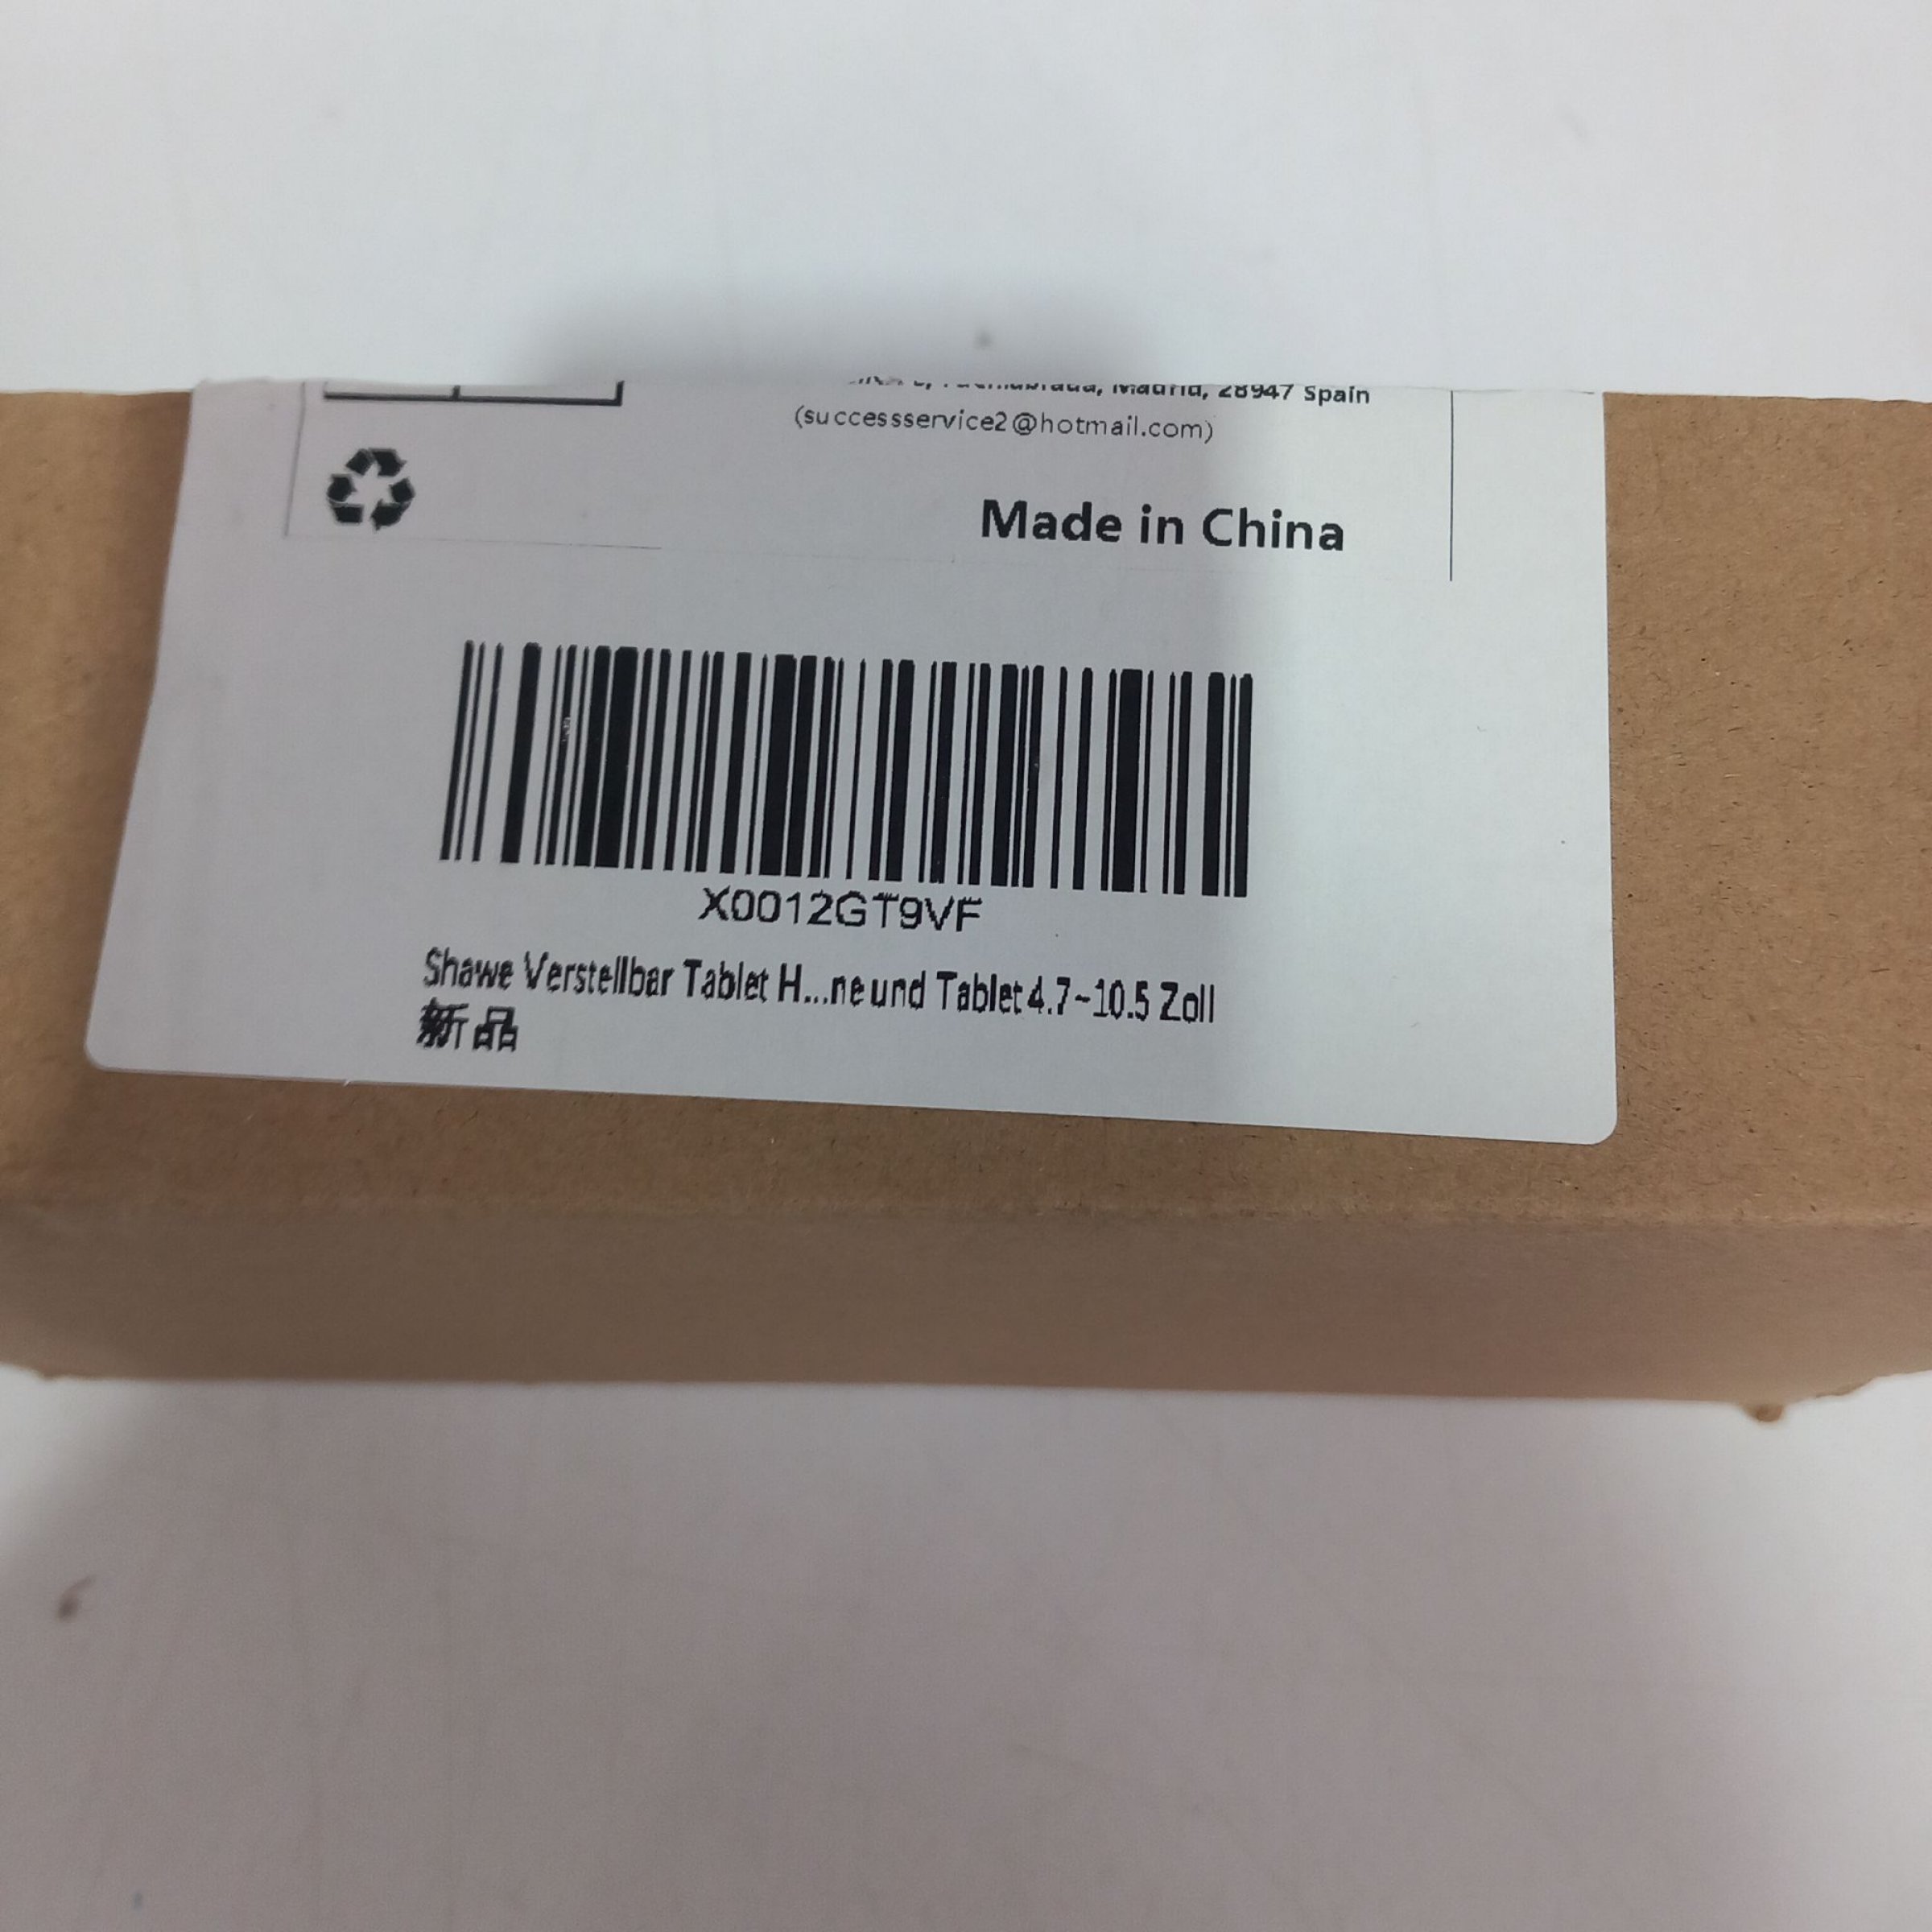 Madrid, 28947 Spain
(successservice2@hotmail.com)
Made in China
X0012GT9VF
Shawe Verstellbar Tablet H...ne und Tablet 4.7~10.5 Zoll
新品